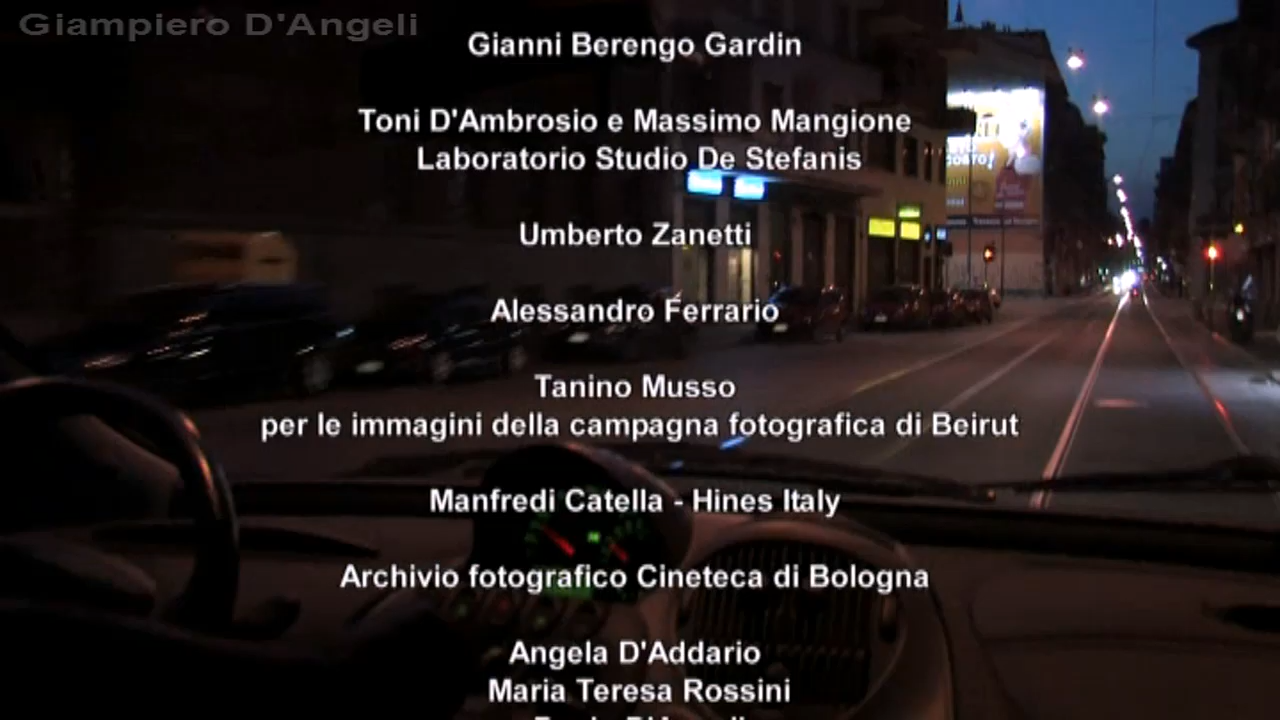 Giampiero D'Angeli
Gianni Berengo Gardin
Toni D'Ambrosio e Massimo Mangione
Laboratorio Studio De Stefanis
Umberto Zanetti
Alessandro Ferrario
Tanino Musso
per le immagini della campagna fotografica di Beirut
Manfredi Catella - Hines Italy
Archivio fotografico Cineteca di Bologna
Angela D'Addario
Maria Teresa Rossini